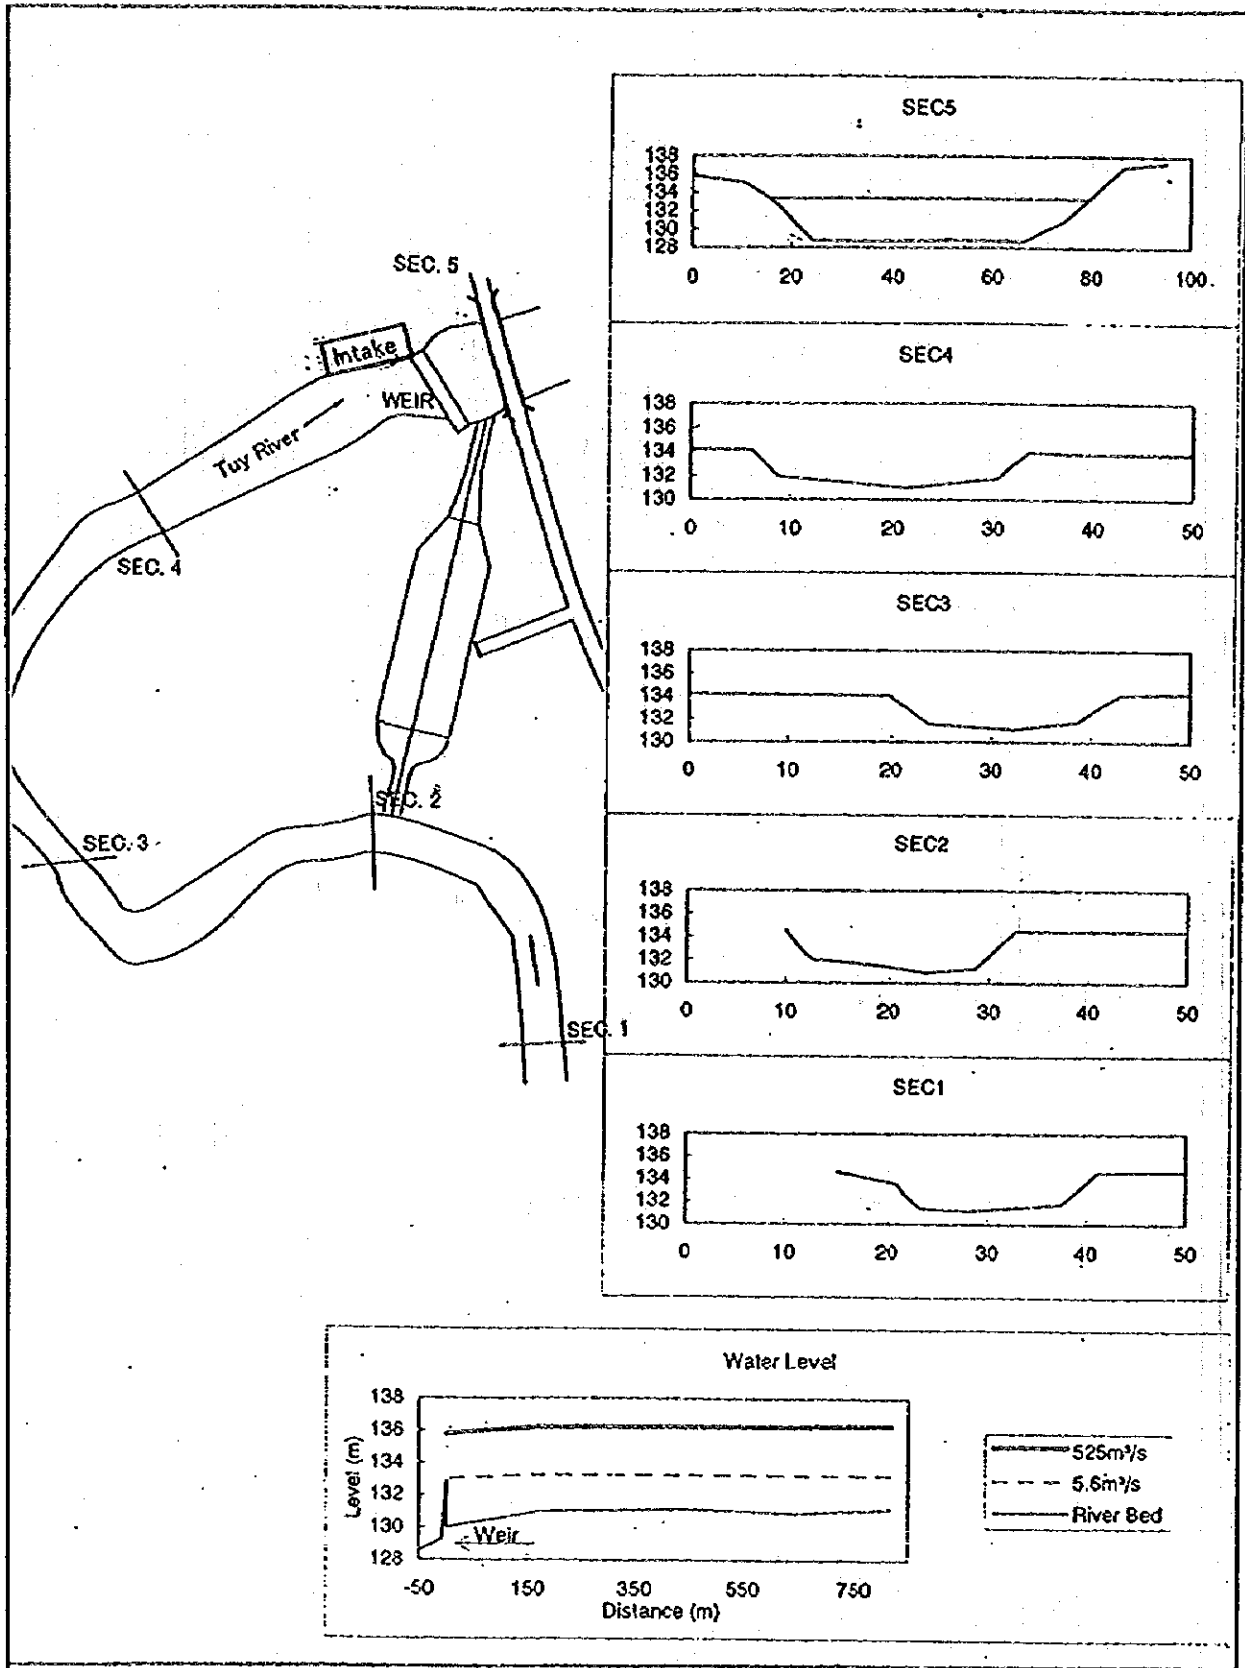 SEC5
138
136
134
132
130
128
0 20 40 60 80 100
SEC4
138
136
134
132
130
0 10 20 30 40 50
SEC3
138
136
134
132
130
0 10 20 30 40 50
SEC2
138
136
134
132
130
0 10 20 30 40 50
SEC1
138
136
134
132
130
0 10 20 30 40 50
SEC. 5
Intake
WEIR
Tuy River
SEC. 4
SEC. 2
SEC. 3
SEC. 1
Water Level
Level (m)
138
136
134
132
130
128
Weir
-50 150 350 550 750
Distance (m)
525m³/s
5.6m³/s
River Bed